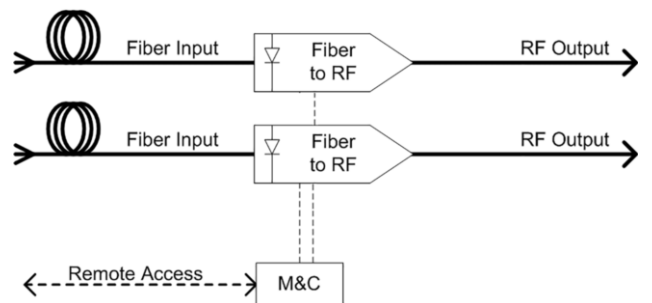 Fiber Input
Fiber
to RF
RF Output
Fiber Input
Fiber
to RF
RF Output
Remote Access
M&C